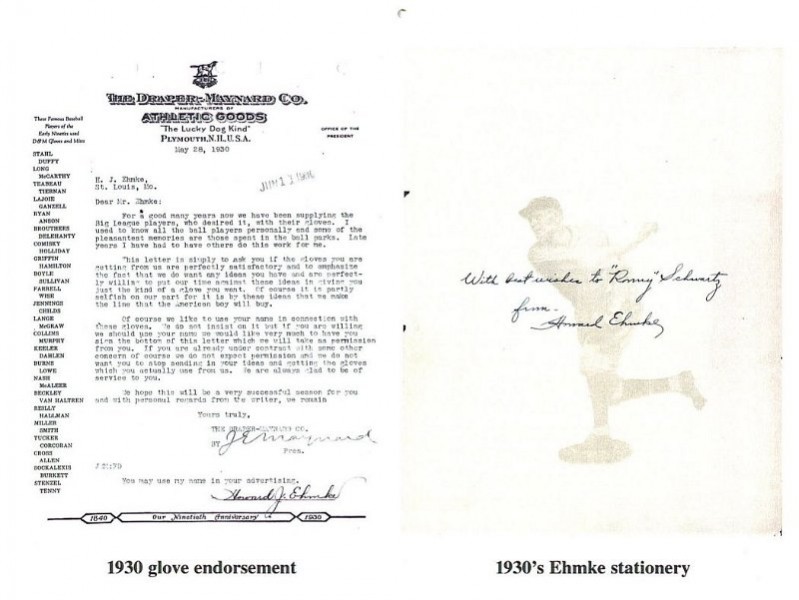 THE DRAPER-MAYNARD CO.
MANUFACTURERS OF
ATHLETIC GOODS
"The Lucky Dog Kind"
PLYMOUTH, N.H., U.S.A.
OFFICE OF THE
PRESIDENT
May 28, 1930
These Famous Baseball
Players of the
Early Nineties used
D&M Gloves and Mitts
STAHL
DUFFY
LONG
McCARTHY
TEABEAU
TIERNAN
LAJOIE
GANZELL
RYAN
ANSON
BROUTHERS
DELEHANTY
COMISKY
HOLLIDAY
GRIFFIN
HAMILTON
DOYLE
SULLIVAN
FARRELL
WISE
JENNINGS
CHILDS
LANGE
McGRAW
COLLINS
MURPHY
KEELER
DAHLEN
BURNS
LOWE
NASH
McALEER
BECKLEY
VAN HALTREN
REILLY
HALLMAN
MILLER
SMITH
TUCKER
CORCORAN
CROSS
ALLEN
SOCKALEXIS
BURKETT
STENZEL
TENNY
H. J. Ehmke,
St. Louis, Mo.
Dear Mr. Ehmke:
For a good many years now we have been supplying the
Big League players, who desired it, with their gloves. I
used to know all the ball players personally and some of the
pleasantest memories are those spent in the ball parks. Late
years I have had to have others do this work for me.
This letter is simply to ask you if the gloves you are
getting from us are perfectly satisfactory and to emphasize
the fact that we do want any ideas you have and are perfect-
ly willing to put our time against these ideas in giving you
just the kind of a glove you want. Of course it is partly
selfish on our part for it is by these ideas that we make
the line that the American boy will buy.
Of course we like to use your name in connection with
these gloves. We do not insist on it but if you are willing
we should use your name we would like very much to have you
sign the bottom of this letter which we will take as permission
from you. If you are already under contract with some other
concern of course we do not expect permission and we do not
want you to stop sending in your ideas and getting the gloves
which you actually use from us. We are always glad to be of
service to you.
We hope this will be a very successful season for you
and with personal regards from the writer, we remain
Yours truly,
THE DRAPER-MAYNARD CO.
BY J F Maynard
Pres.
You may use my name in your advertising.
Howard J. Ehmke
1840 Our Ninetieth Anniversary 1930
1930 glove endorsement
With best wishes to "Ronny" Schwartz
from.
Howard Ehmke
1930's Ehmke stationery